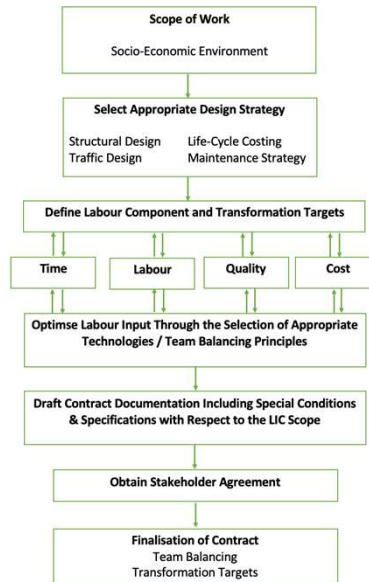 Scope of Work
Socio-Economic Environment
Select Appropriate Design Strategy
Structural Design Life-Cycle Costing
Traffic Design Maintenance Strategy
Define Labour Component and Transformation Targets
Time Labour Quality Cost
Optimse Labour Input Through the Selection of Appropriate
Technologies / Team Balancing Principles
Draft Contract Documentation Including Special Conditions
& Specifications with Respect to the LIC Scope
Obtain Stakeholder Agreement
Finalisation of Contract
Team Balancing
Transformation Targets